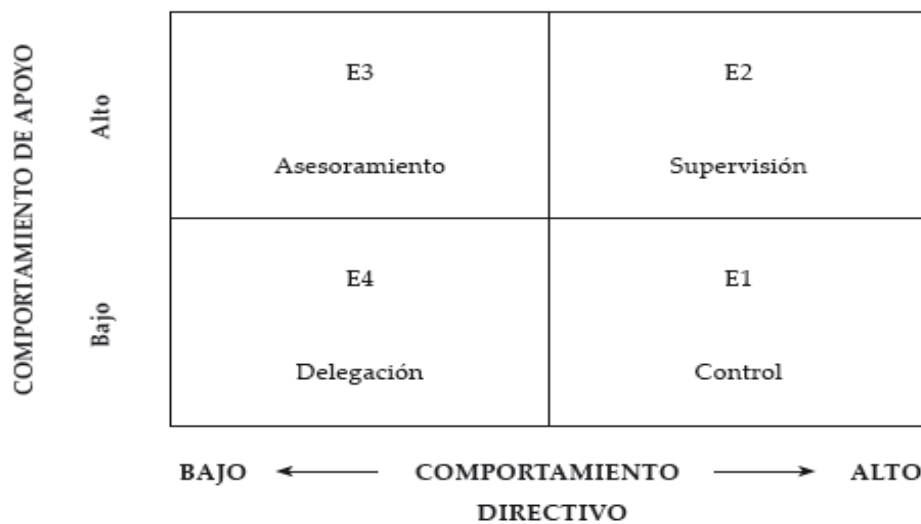 COMPORTAMIENTO DE APOYO
Alto
E3
E2
Asesoramiento
Supervisión
Bajo
E4
E1
Delegación
Control
BAJO
COMPORTAMIENTO
ALTO
DIRECTIVO